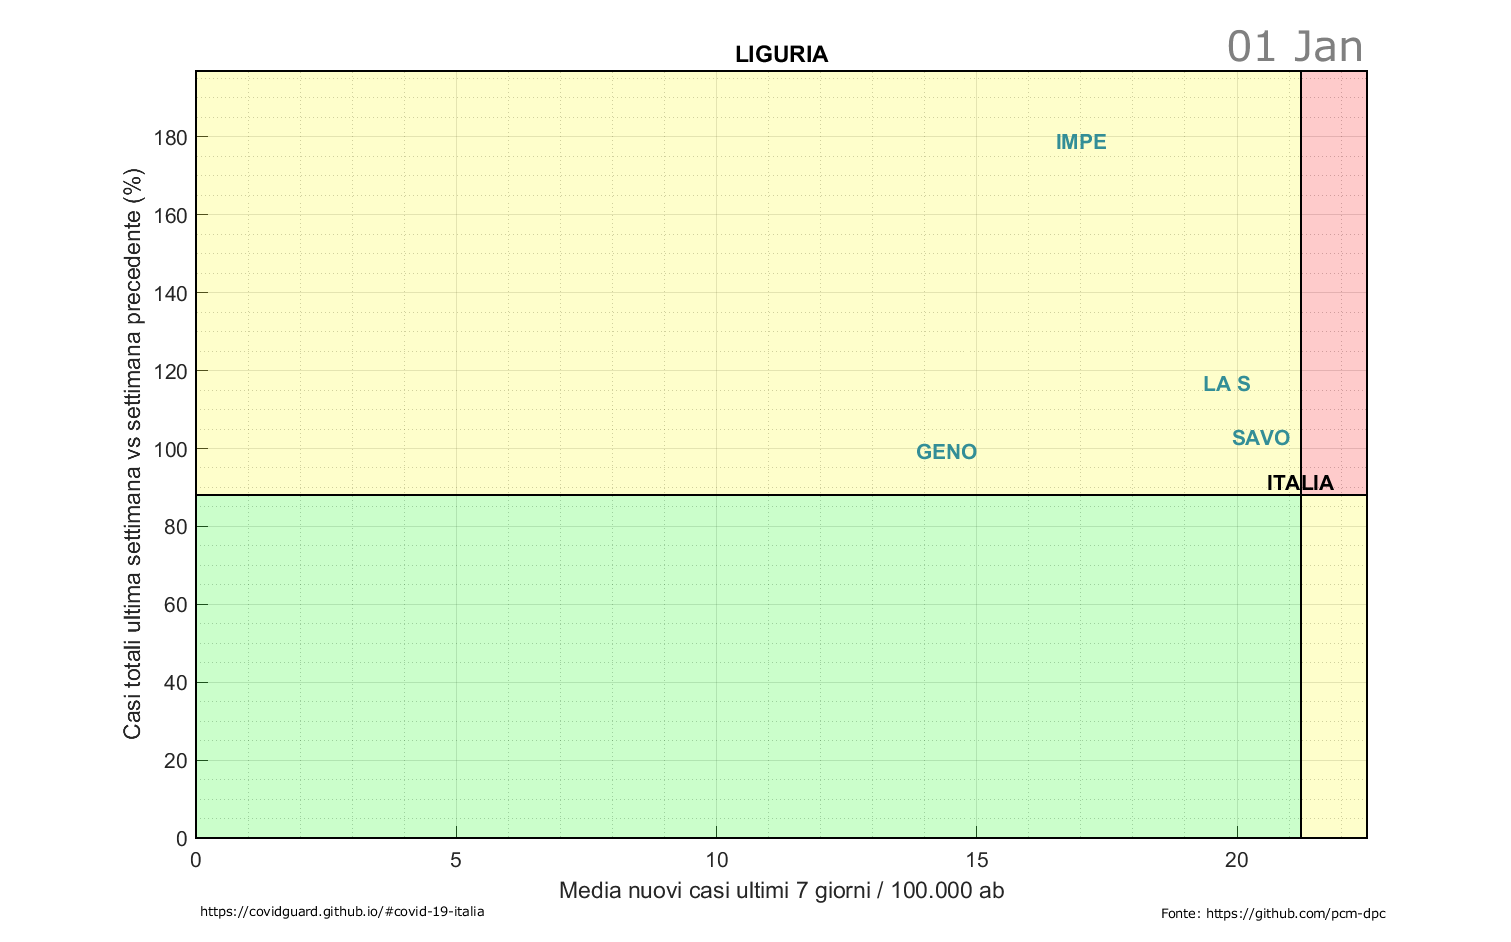 LIGURIA
01 Jan
Casi totali ultima settimana vs settimana precedente (%)
180
160
140
120
100
80
60
40
20
0
IMPE
LA S
SAVO
GENO
ITALIA
0 5 10 15 20
Media nuovi casi ultimi 7 giorni / 100.000 ab
https://covidguard.github.io/#covid-19-italia
Fonte: https://github.com/pcm-dpc